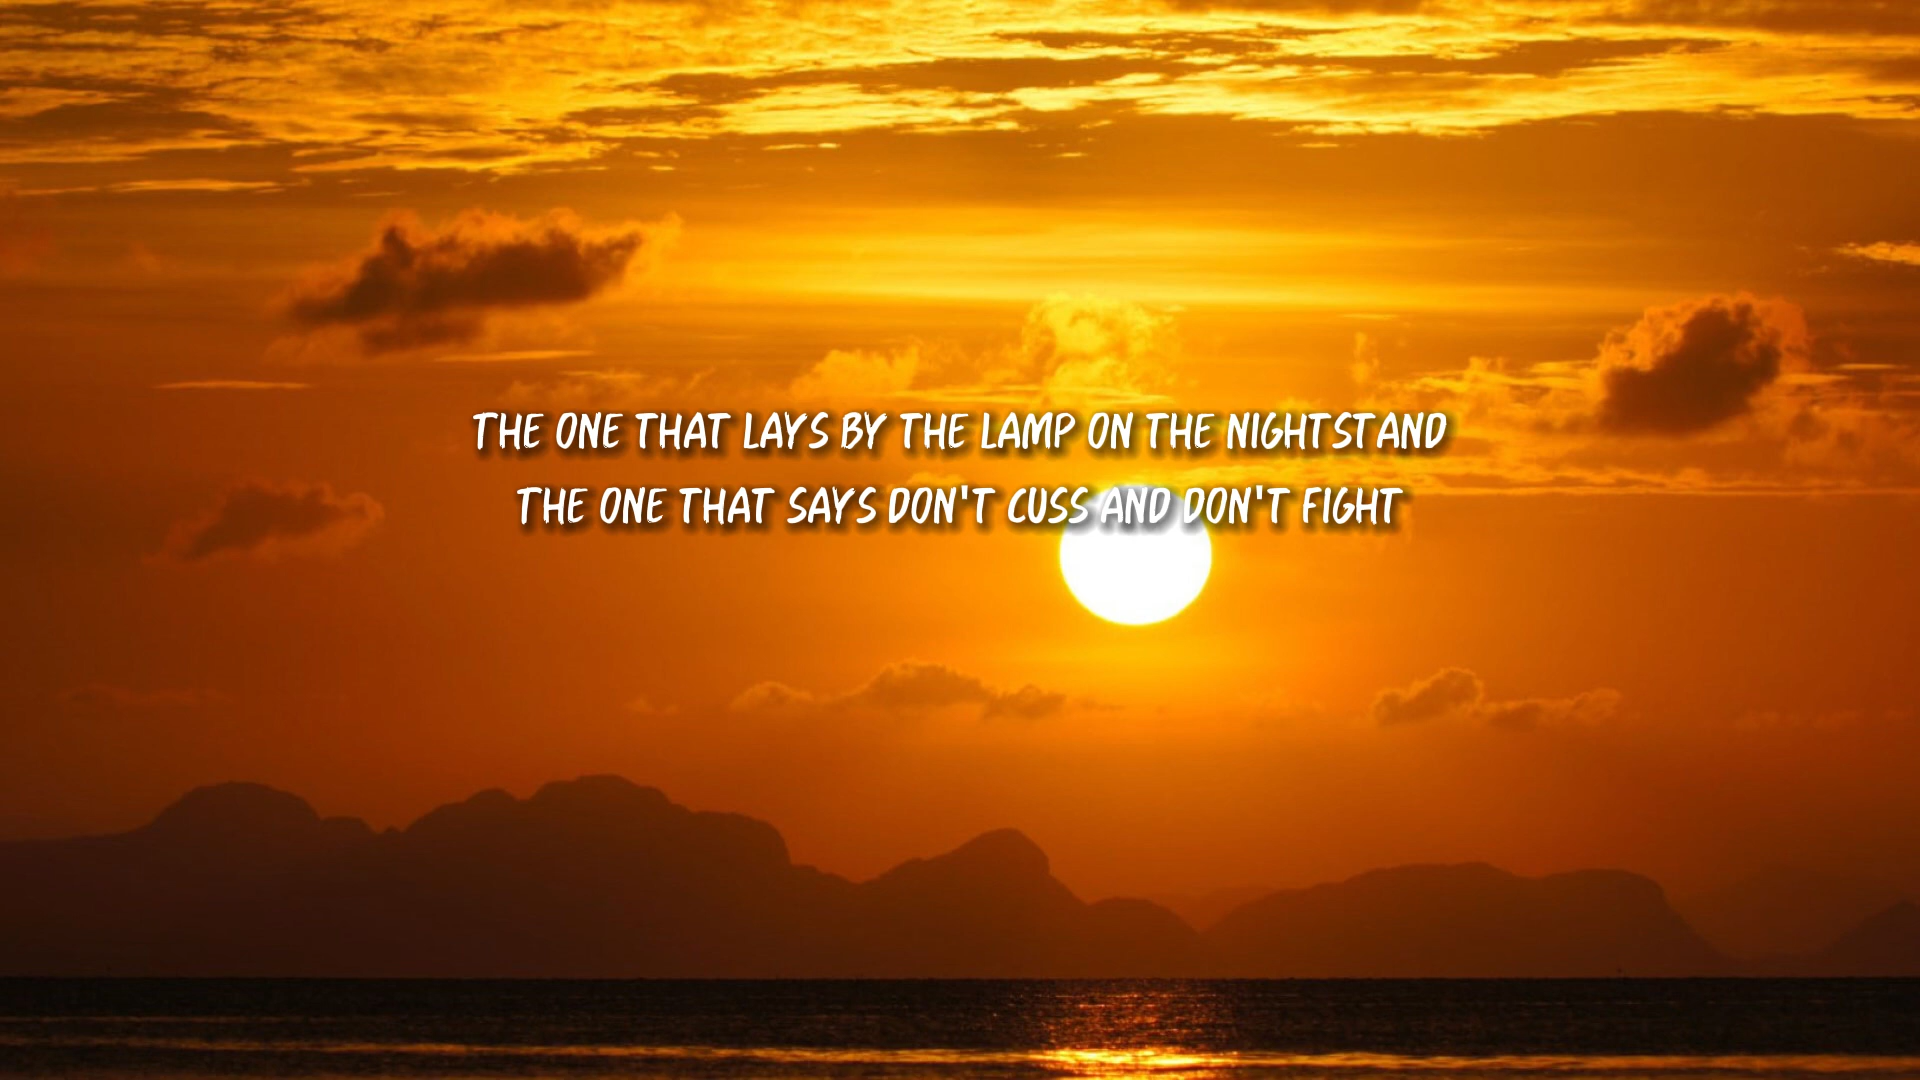 THE ONE THAT LAYS BY THE LAMP ON THE NIGHTSTAND
THE ONE THAT SAYS DON'T CUSS AND DON'T FIGHT